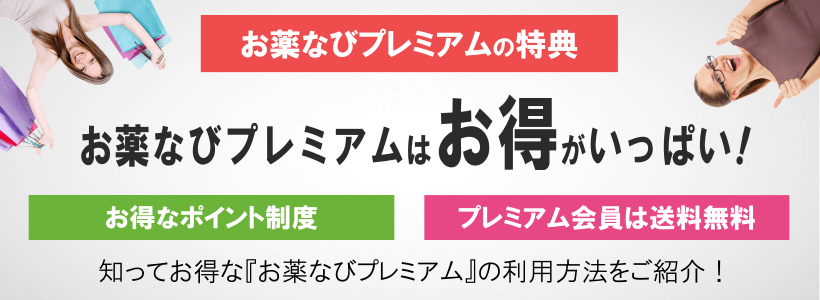 お薬なびプレミアムの特典
お薬なびプレミアムはお得がいっぱい!
お得なポイント制度
プレミアム会員は送料無料
知ってお得な『お薬なびプレミアム』の利用方法をご紹介！